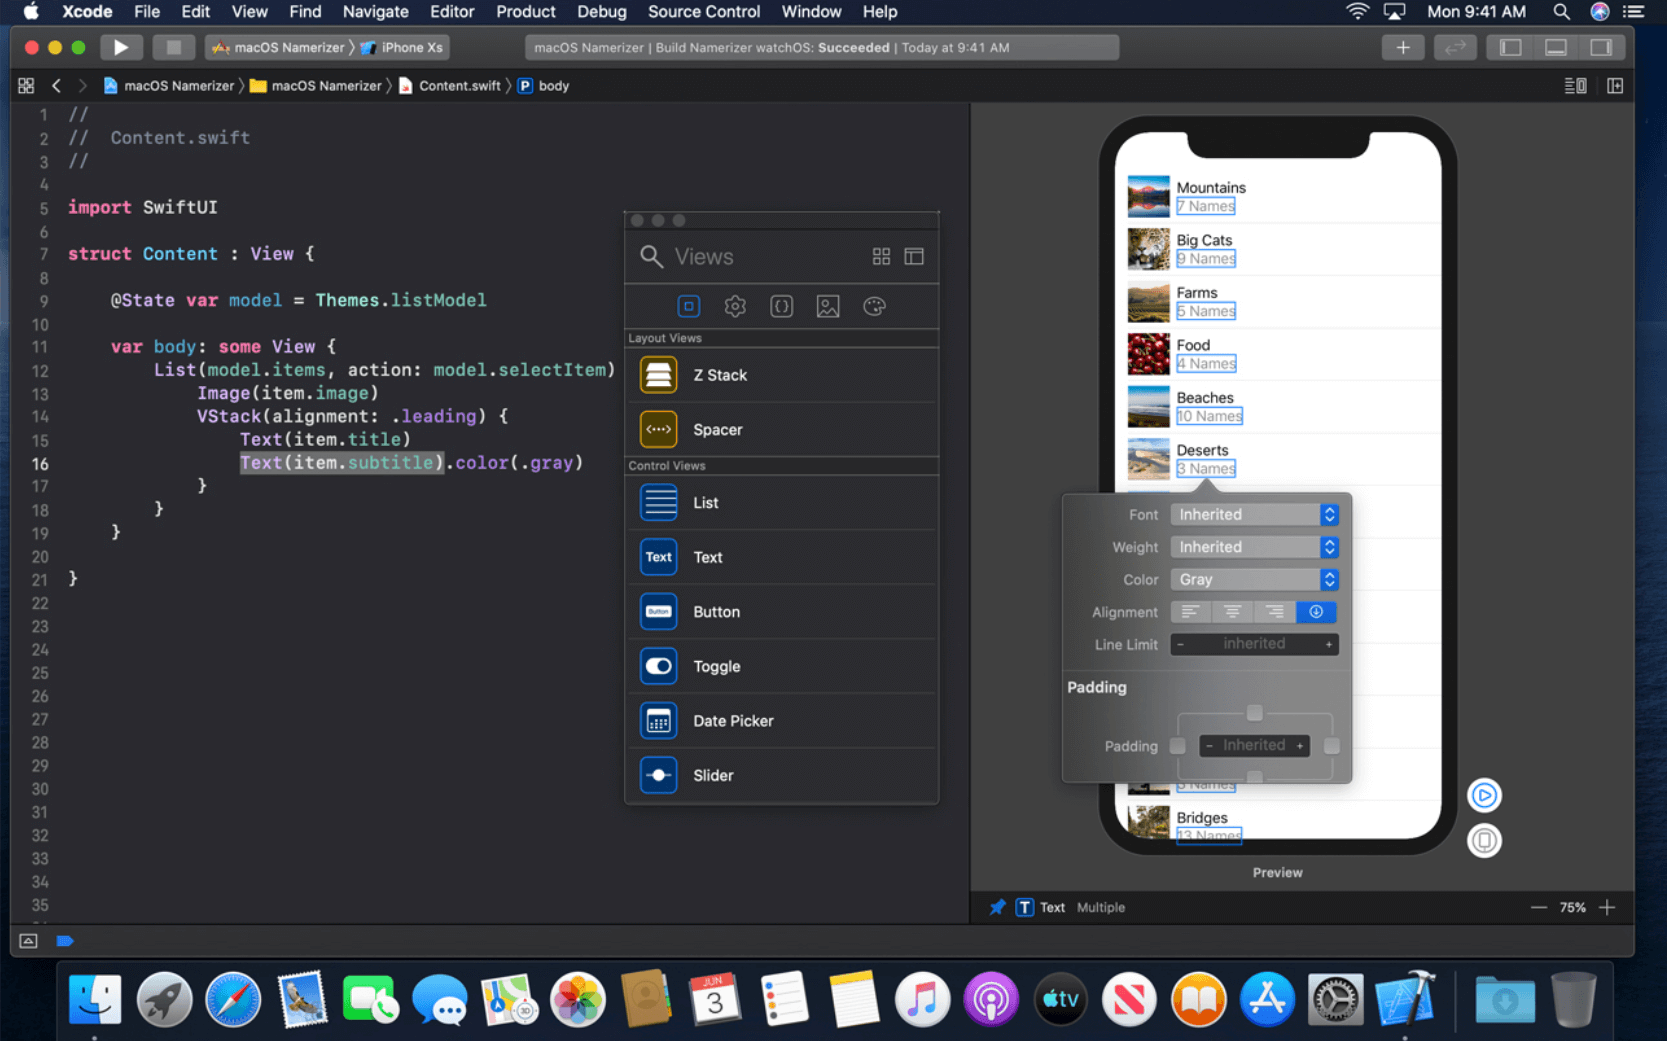 Xcode File Edit View Find Navigate Editor Product Debug Source Control Window Help Mon 9:41 AM
macOS Namerizer iPhone Xs macOS Namerizer | Build Namerizer watchOS: Succeeded | Today at 9:41 AM
macOS Namerizer macOS Namerizer Content.swift P body
1 //
2 // Content.swift
3 //
4
5 import SwiftUI
6
7 struct Content : View {
8
9 @State var model = Themes.listModel
10
11 var body: some View {
12 List(model.items, action: model.selectItem)
13 Image(item.image)
14 VStack(alignment: .leading) {
15 Text(item.title)
16 Text(item.subtitle).color(.gray)
17 }
18 }
19 }
20
21 }
22
23
24
25
26
27
28
29
30
31
32
33
34
35
Views
Layout Views
Z Stack
Spacer
Control Views
List
Text Text
Button Button
Toggle
Date Picker
Slider
Mountains
7 Names
Big Cats
9 Names
Farms
5 Names
Food
4 Names
Beaches
10 Names
Deserts
3 Names
Font Inherited
Weight Inherited
Color Gray
Alignment
Line Limit - inherited +
Padding
Padding - Inherited +
Names
Bridges
13 Names
Preview
T Text Multiple — 75% +
JUN
3
3D
tv